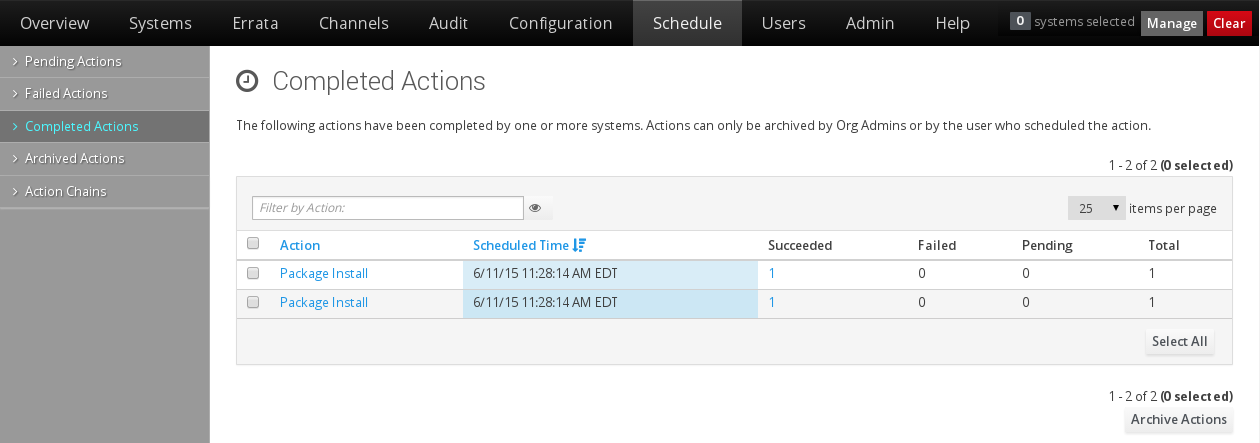 Overview Systems Errata Channels Audit Configuration Schedule Users Admin Help 0 systems selected Manage Clear
Pending Actions
Failed Actions
Completed Actions
Archived Actions
Action Chains
Completed Actions
The following actions have been completed by one or more systems. Actions can only be archived by Org Admins or by the user who scheduled the action.
1 - 2 of 2 (0 selected)
Filter by Action: 25 items per page
Action Scheduled Time Succeeded Failed Pending Total
Package Install 6/11/15 11:28:14 AM EDT 1 0 0 1
Package Install 6/11/15 11:28:14 AM EDT 1 0 0 1
Select All
1 - 2 of 2 (0 selected)
Archive Actions